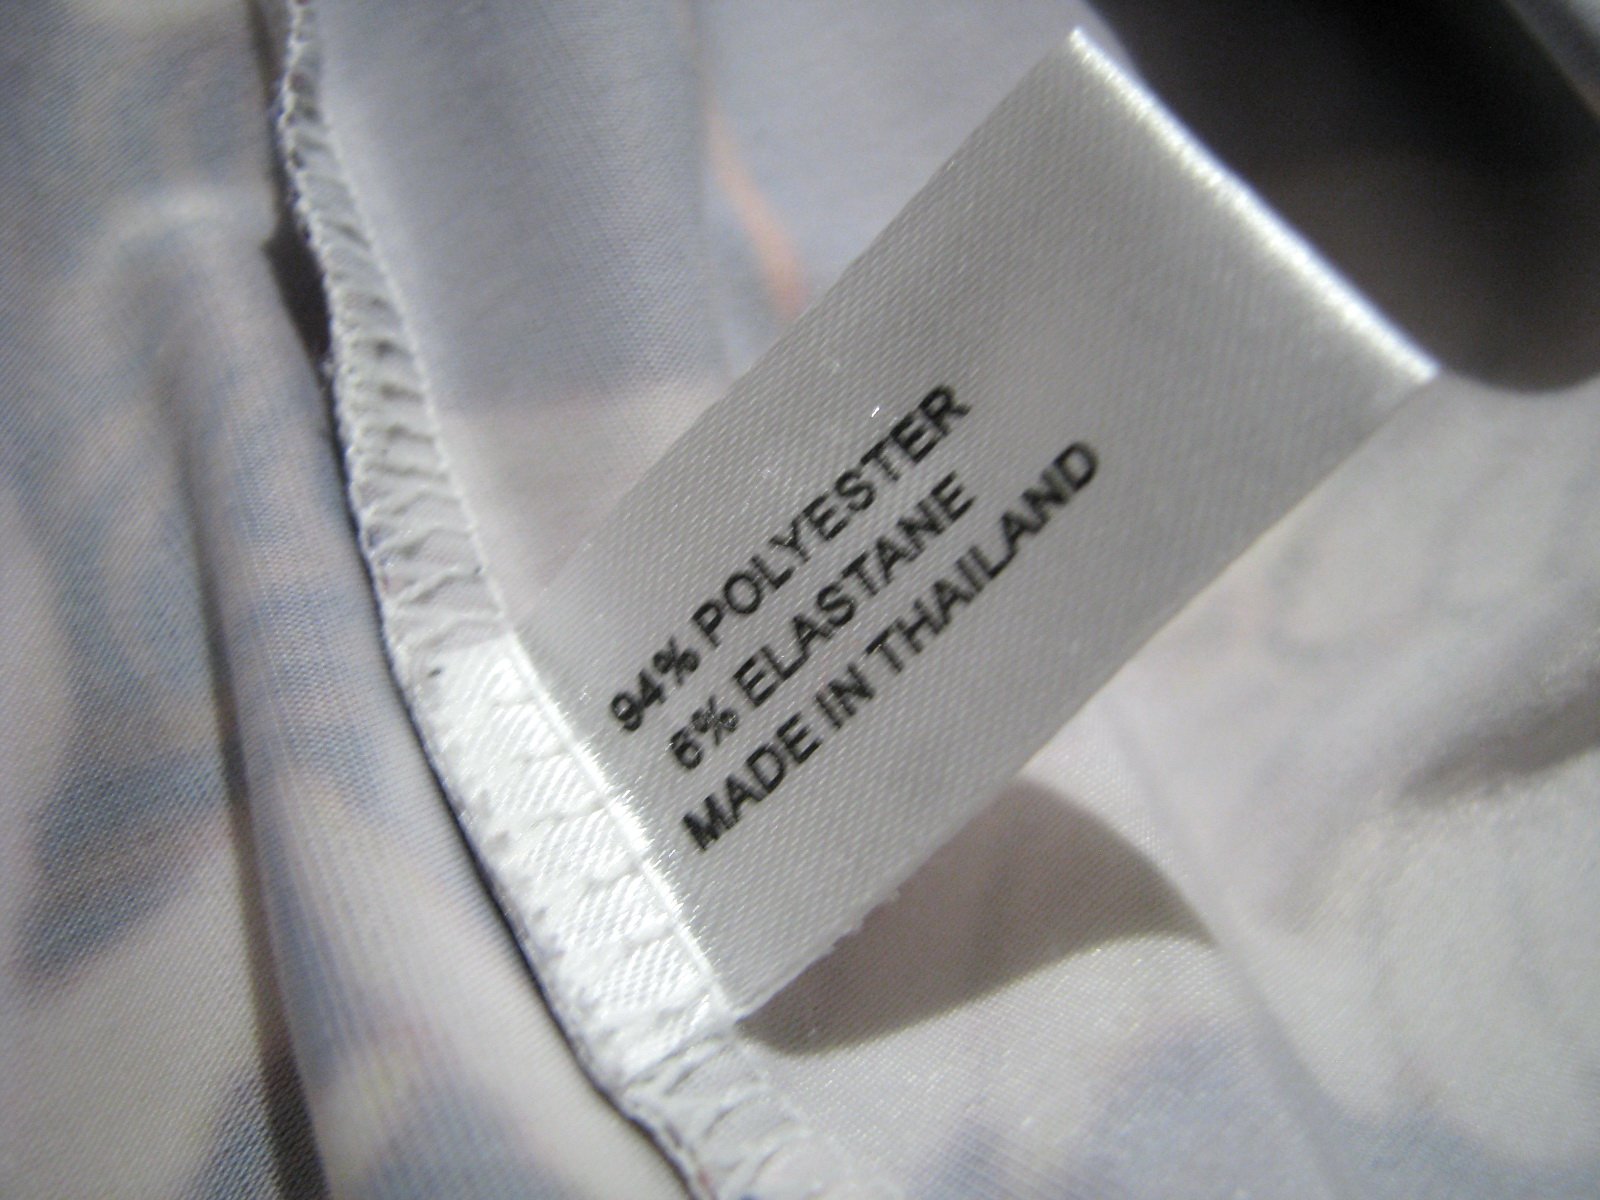 94% POLYESTER
6% ELASTANE
MADE IN THAILAND